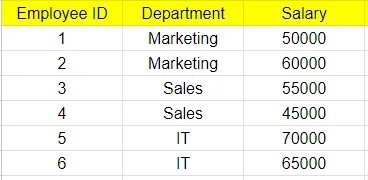 Employee ID Department Salary
1 Marketing 50000
2 Marketing 60000
3 Sales 55000
4 Sales 45000
5 IT 70000
6 IT 65000